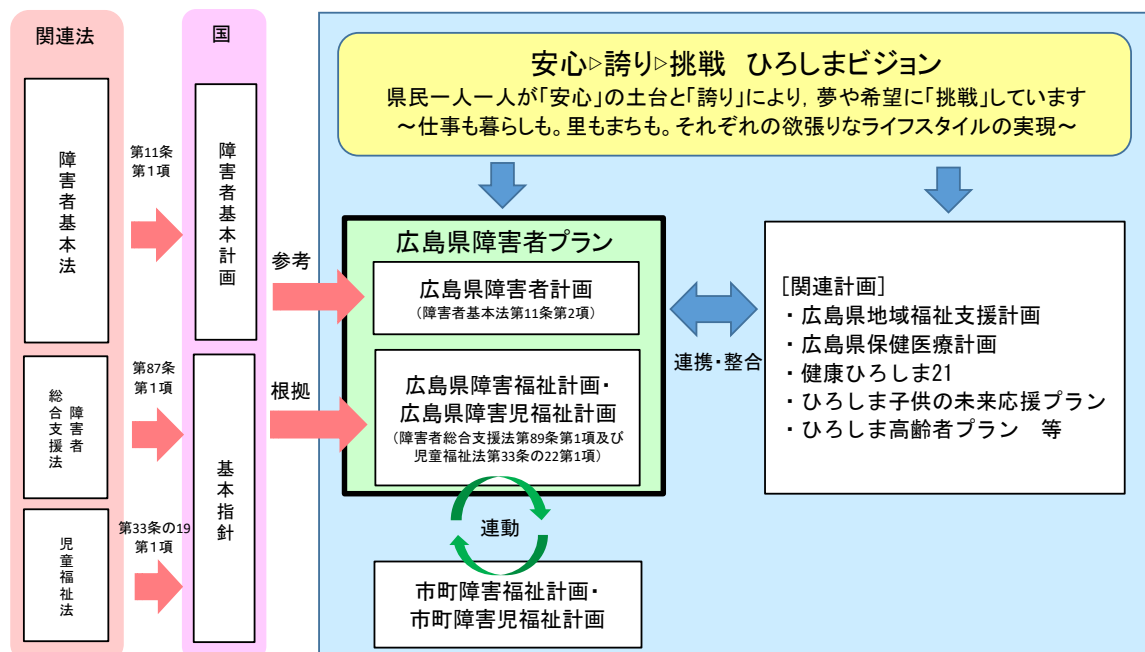 関連法
障害者基本法
障害者
総合支援法
児童福祉法
第11条
第1項
第87条
第1項
第33条の19
第1項
国
障害者基本計画
基本指針
参考
根拠
安心▷誇り▷挑戦　ひろしまビジョン
県民一人一人が「安心」の土台と「誇り」により，夢や希望に「挑戦」しています
～仕事も暮らしも。里もまちも。それぞれの欲張りなライフスタイルの実現～
広島県障害者プラン
広島県障害者計画
（障害者基本法第11条第2項）
広島県障害福祉計画・
広島県障害児福祉計画
（障害者総合支援法第89条第1項及び
児童福祉法第33条の22第1項）
連携・整合
［関連計画］
・広島県地域福祉支援計画
・広島県保健医療計画
・健康ひろしま21
・ひろしま子供の未来応援プラン
・ひろしま高齢者プラン　等
連動
市町障害福祉計画・
市町障害児福祉計画